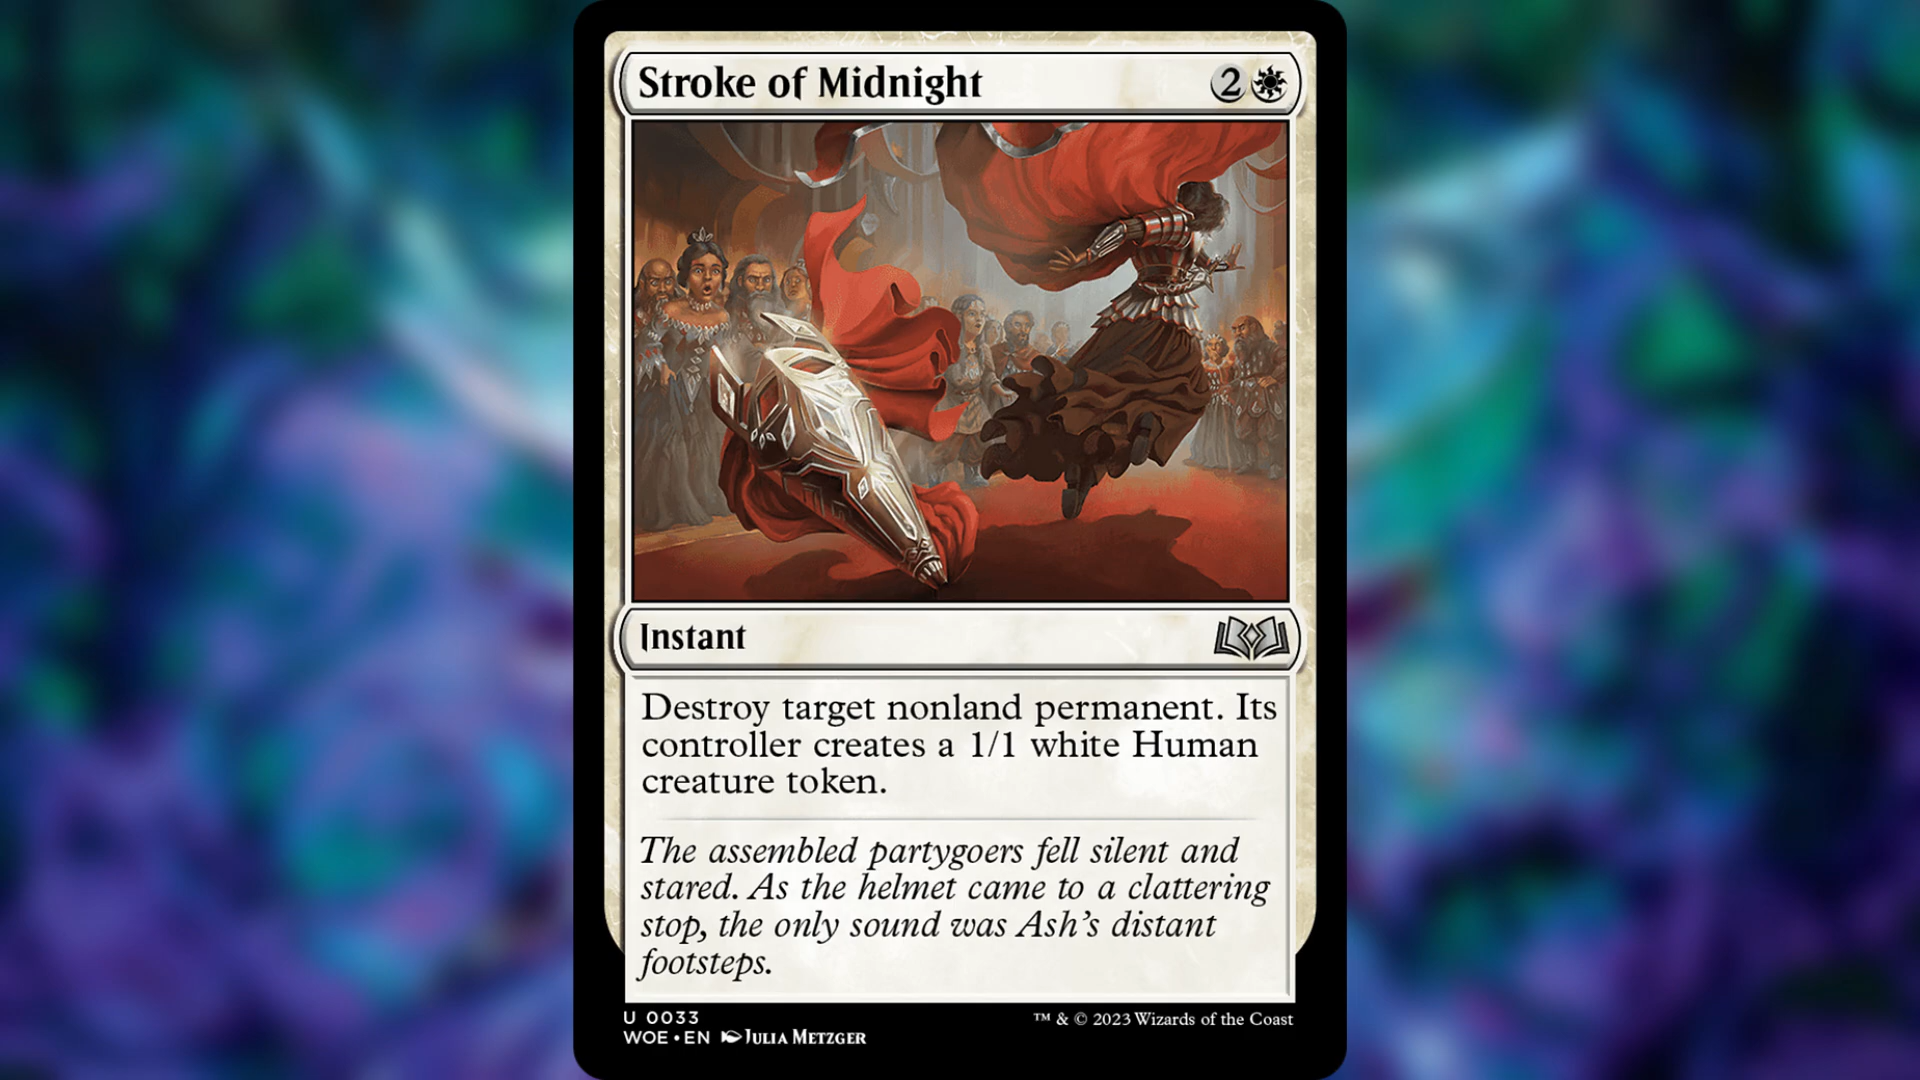 Stroke of Midnight 2
Instant
Destroy target nonland permanent. Its
controller creates a 1/1 white Human
creature token.
The assembled partygoers fell silent and
stared. As the helmet came to a clattering
stop, the only sound was Ash's distant
footsteps.
U 0033
WOE • EN JULIA METZGER
™ & © 2023 Wizards of the Coast